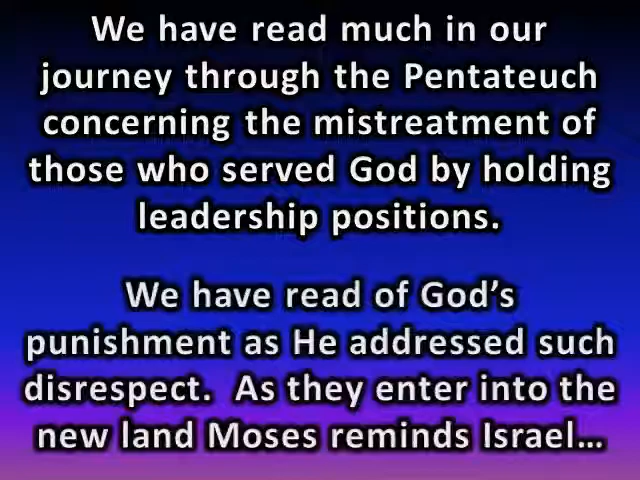 We have read much in our
journey through the Pentateuch
concerning the mistreatment of
those who served God by holding
leadership positions.
We have read of God’s
punishment as He addressed such
disrespect.  As they enter into the
new land Moses reminds Israel…